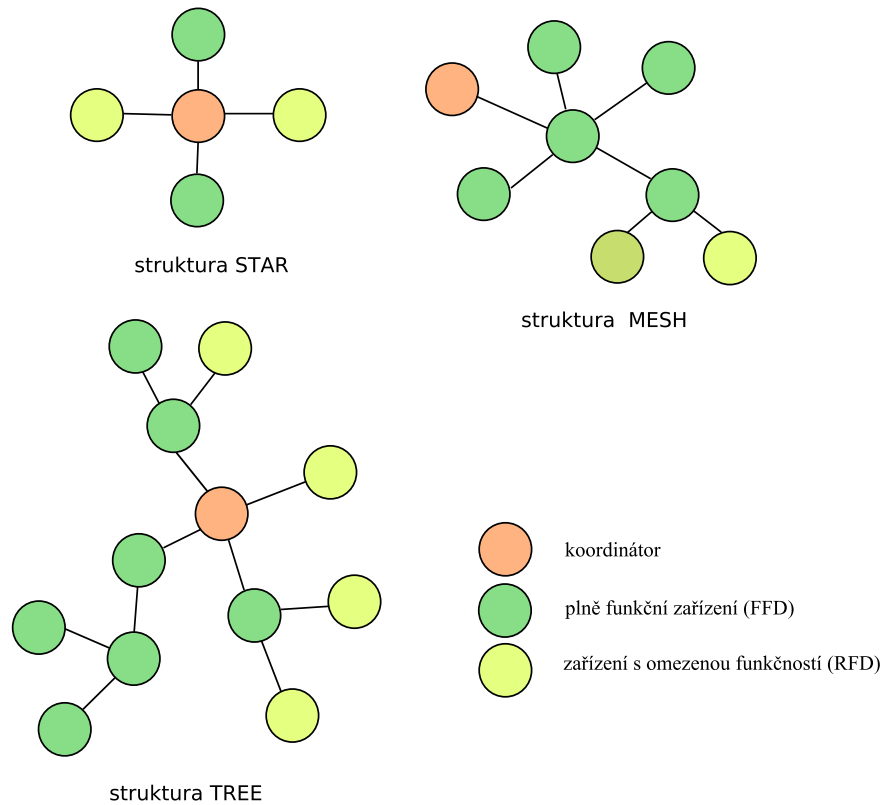 struktura STAR
struktura  MESH
koordinátor
plně funkční zařízení (FFD)
zařízení s omezenou funkčností (RFD)
struktura TREE